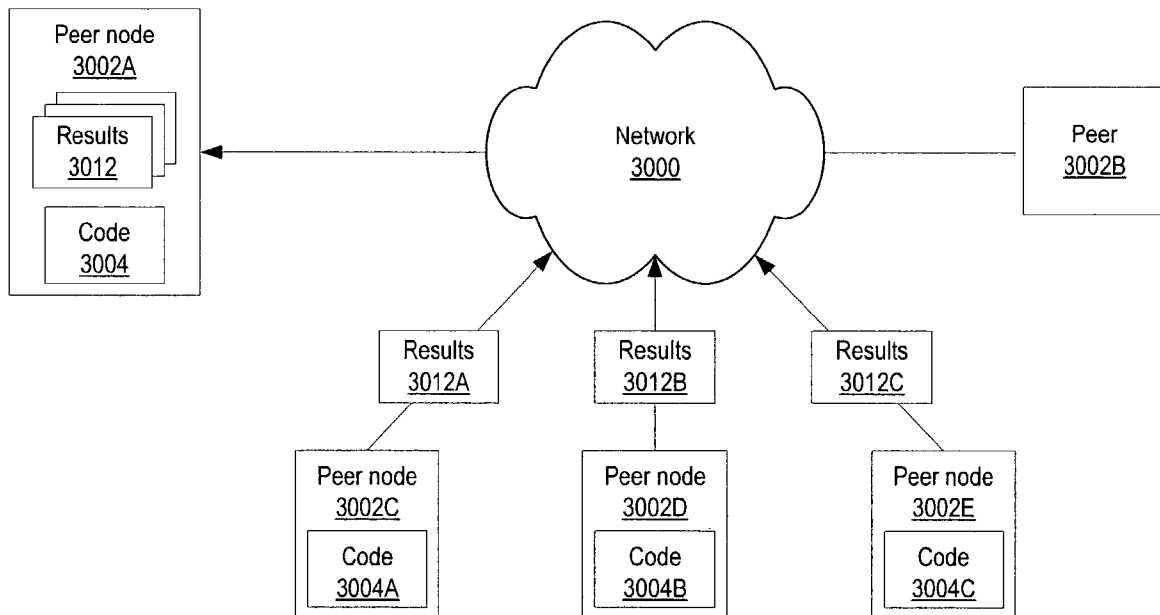 Peer node
3002A
Results
3012
Code
3004
Network
3000
Peer
3002B
Results
3012A
Results
3012B
Results
3012C
Peer node
3002C
Code
3004A
Peer node
3002D
Code
3004B
Peer node
3002E
Code
3004C